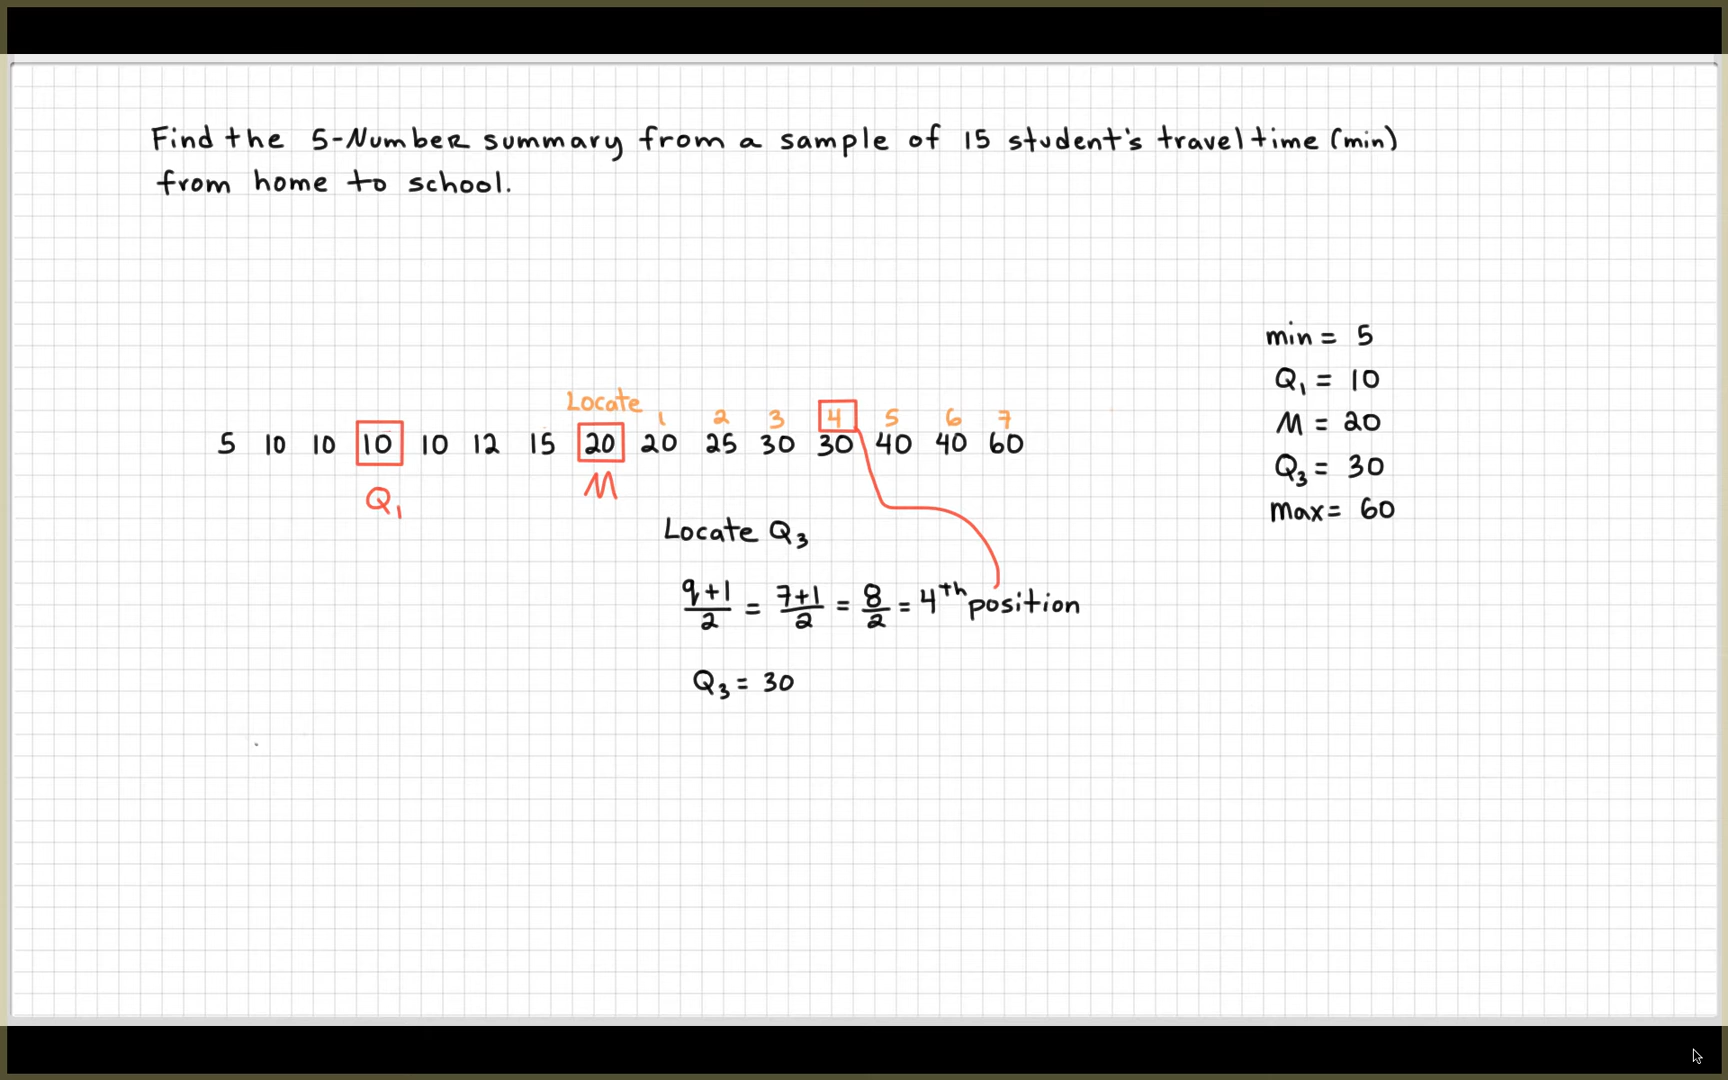 Find the 5-Number summary from a sample of 15 student's travel time (min)
from home to school.
min = 5
Q₁ = 10
M = 20
Q₃ = 30
max = 60
Locate 1 2 3 4 5 6 7
5 10 10 10 10 12 15 20 20 25 30 30 40 40 60
Q₁ M
Locate Q₃
q+1/2 = 7+1/2 = 8/2 = 4th position
Q₃ = 30